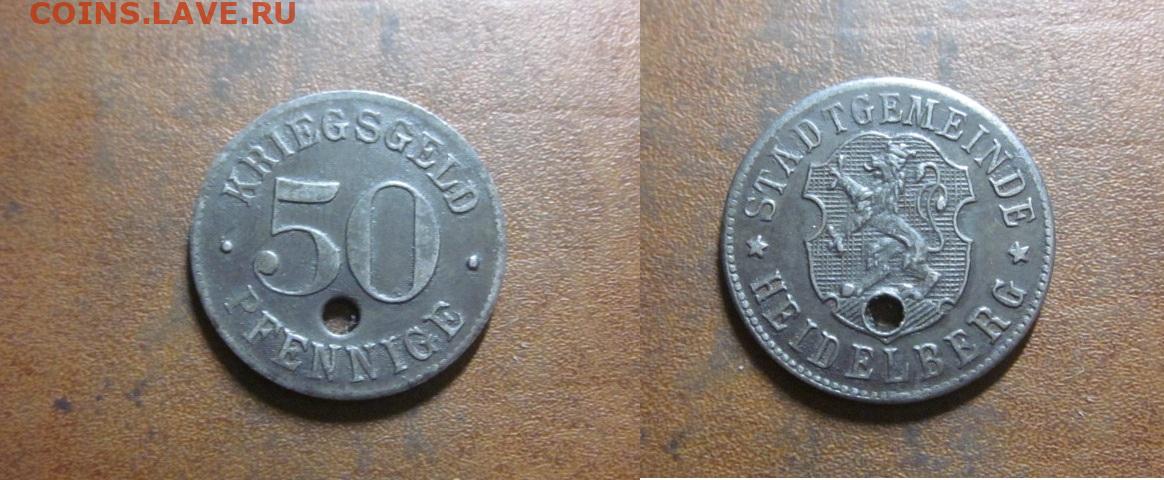 COINS.LAVE.RU
KRIEGSGELD
50
PFENNIGE
STADTGEMEINDE
HEIDELBERG